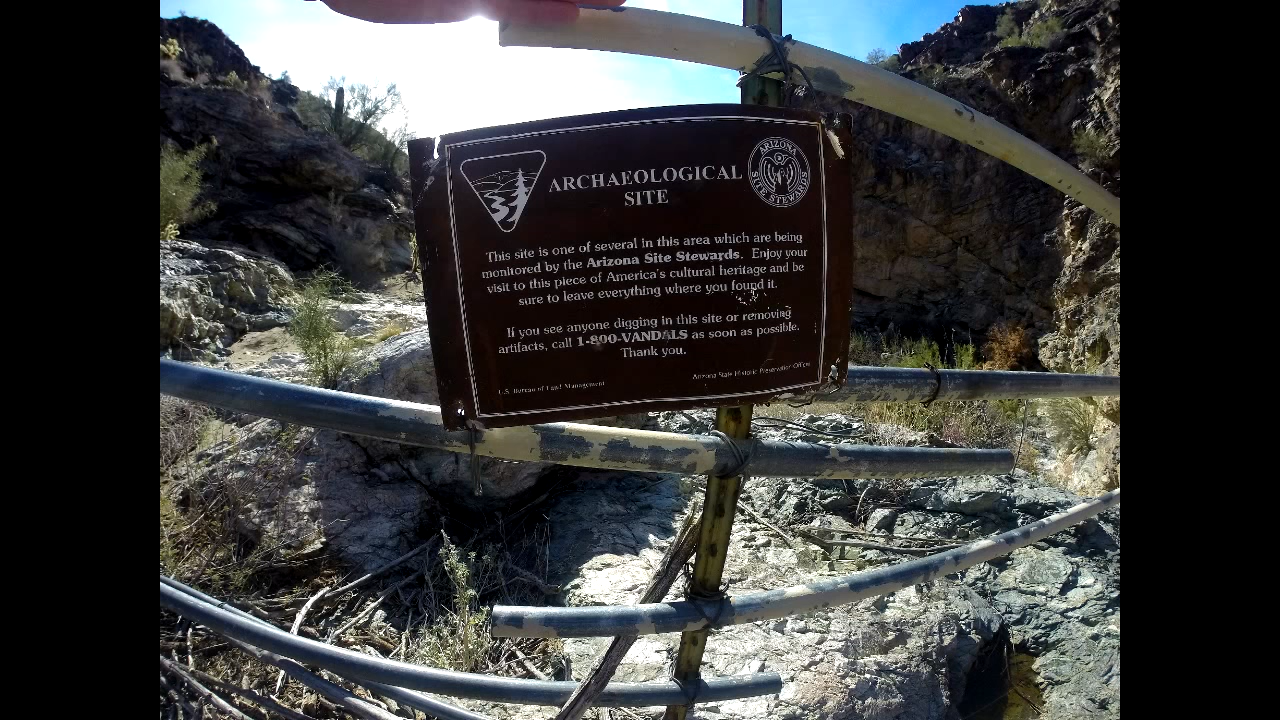 ARCHAEOLOGICAL
SITE
ARIZONA
SITE STEWARDS
This site is one of several in this area which are being
monitored by the Arizona Site Stewards. Enjoy your
visit to this piece of America's cultural heritage and be
sure to leave everything where you found it.
If you see anyone digging in this site or removing
artifacts, call 1-800-VANDALS as soon as possible.
Thank you.
U.S. Bureau of Land Management
Arizona State Historic Preservation Office